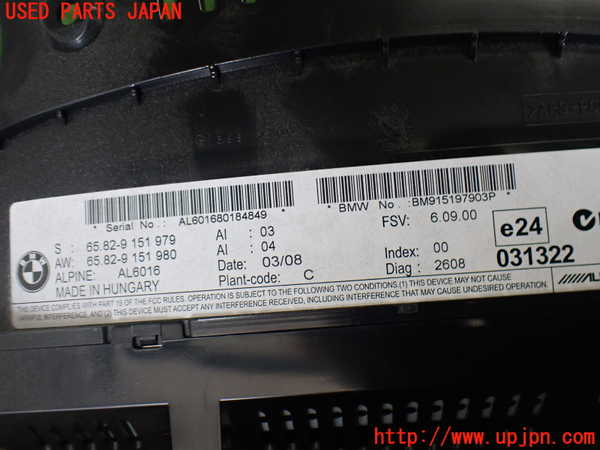 USED PARTS JAPAN
* Serial No.: AL601680184849 *
* BMW No.: BM915197903P *
S : 65.82-9 151 979 AI : 03 FSV: 6.09.00 e24
AW: 65.82-9 151 980 AI : 04 031322
ALPINE: AL6016 Date: 03/08 Index: 00
MADE IN HUNGARY Plant-code: C Diag : 2608
THIS DEVICE COMPLIES WITH PART 15 OF THE FCC RULES. OPERATION IS SUBJECT TO THE FOLLOWING TWO CONDITIONS.(1) THIS DEVICE MAY NOT CAUSE
HARMFUL INTERFERENCE, AND (2) THIS DEVICE MUST ACCEPT ANY INTERFERENCE RECEIVED, INCLUDING INTERFERENCE THAT MAY CAUSE UNDESIRED OPERATION.
BMW
http://www.upjpn.com/